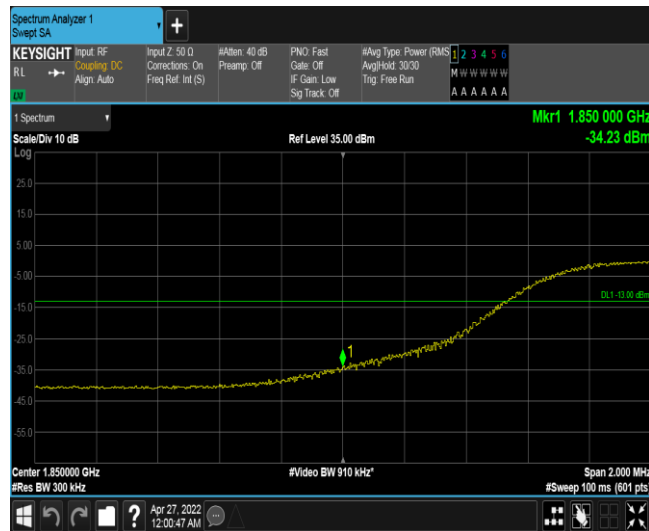 Spectrum Analyzer 1
Swept SA
+
KEYSIGHT
RL
Input: RF
Coupling: DC
Align: Auto
Input Z: 50 Ω
Corrections: On
Freq Ref: Int (S)
#Atten: 40 dB
Preamp: Off
PNO: Fast
Gate: Off
IF Gain: Low
Sig Track: Off
#Avg Type: Power (RMS
Avg|Hold: 30/30
Trig: Free Run
1 2 3 4 5 6
M W W W W W
A A A A A A
1 Spectrum
Scale/Div 10 dB
Ref Level 35.00 dBm
Mkr1 1.850 000 GHz
-34.23 dBm
Log
25.0
15.0
5.00
-5.00
-15.0
-25.0
-35.0
-45.0
-55.0
DL1 -13.00 dBm
1
Center 1.85000 GHz
#Res BW 300 kHz
#Video BW 910 kHz*
Span 2.000 MHz
#Sweep 100 ms (601 pts)
?
Apr 27, 2022
12:00:47 AM